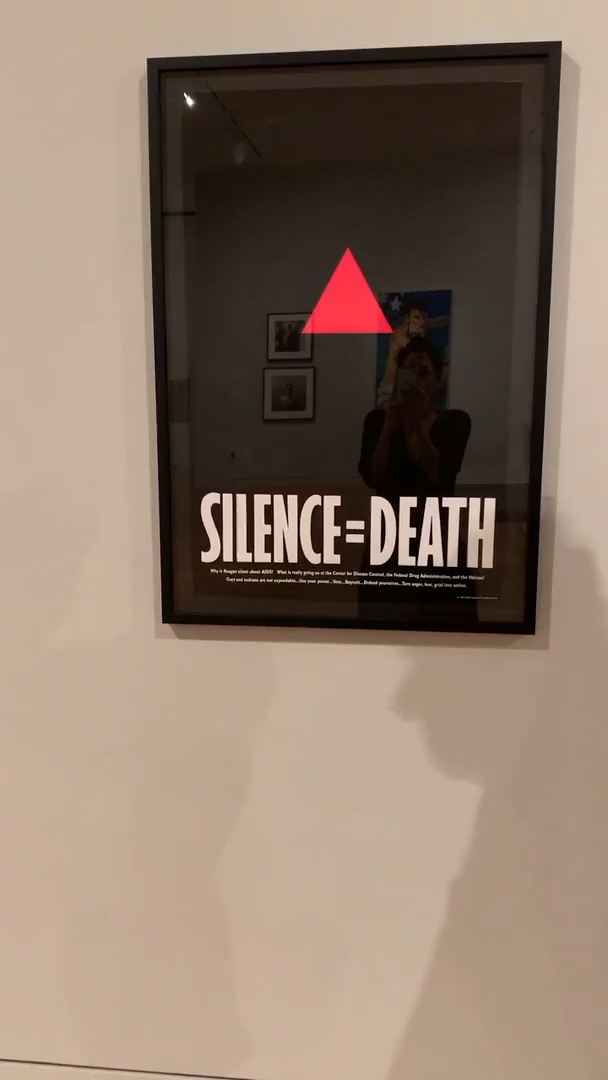 SILENCE=DEATH
Why is Reagan silent about AIDS? What is really going on at the Center for Disease Control, the Federal Drug Administration, and the Vatican?
Gays and lesbians are not expendable...Use your power...Vote...Boycott...Defend yourselves...Turn anger, fear, grief into action.